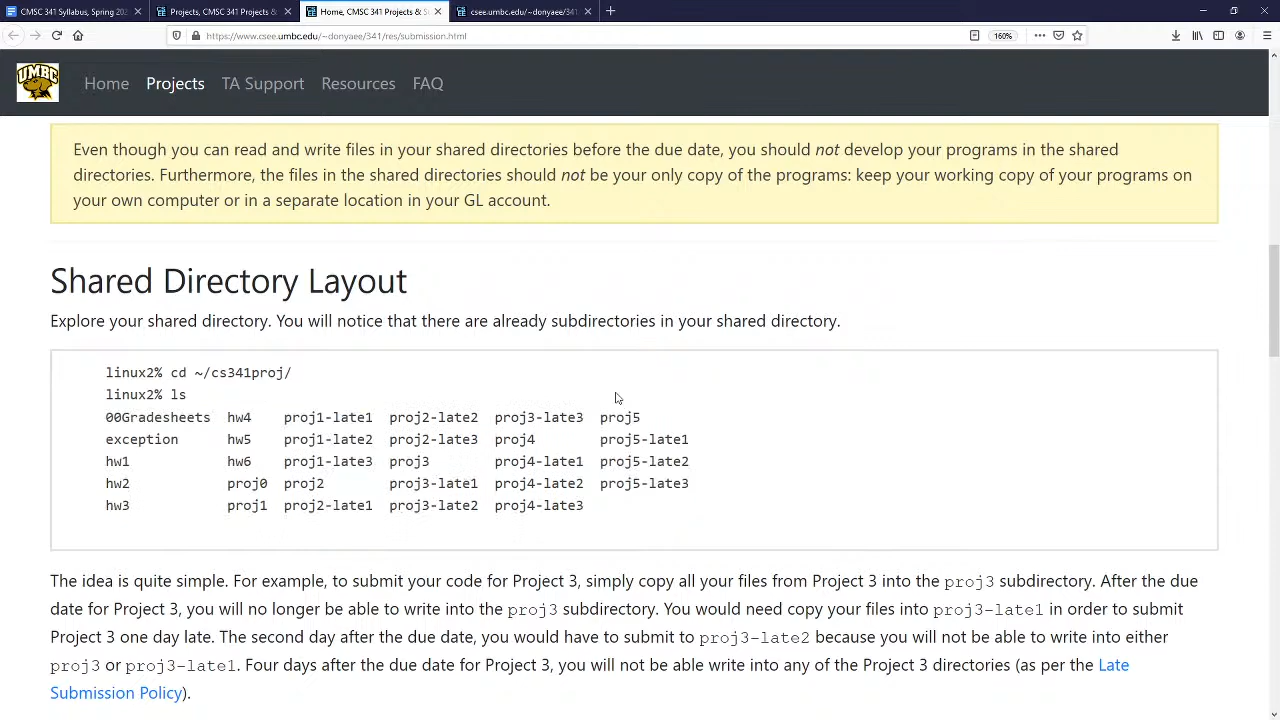 CMSC 341 Syllabus, Spring 202
Projects, CMSC 341 Projects &
Home, CMSC 341 Projects & S
csee.umbc.edu/~donyaee/341/
https://www.csee.umbc.edu/~donyaee/341/res/submission.html
160%
UMBC
Home
Projects
TA Support
Resources
FAQ
Even though you can read and write files in your shared directories before the due date, you should not develop your programs in the shared
directories. Furthermore, the files in the shared directories should not be your only copy of the programs: keep your working copy of your programs on
your own computer or in a separate location in your GL account.
Shared Directory Layout
Explore your shared directory. You will notice that there are already subdirectories in your shared directory.
linux2% cd ~/cs341proj/
linux2% ls
00Gradesheets hw4 proj1-late1 proj2-late2 proj3-late3 proj5
exception hw5 proj1-late2 proj2-late3 proj4 proj5-late1
hw1 hw6 proj1-late3 proj3 proj4-late1 proj5-late2
hw2 proj0 proj2 proj3-late1 proj4-late2 proj5-late3
hw3 proj1 proj2-late1 proj3-late2 proj4-late3
The idea is quite simple. For example, to submit your code for Project 3, simply copy all your files from Project 3 into the proj3 subdirectory. After the due
date for Project 3, you will no longer be able to write into the proj3 subdirectory. You would need copy your files into proj3-late1 in order to submit
Project 3 one day late. The second day after the due date, you would have to submit to proj3-late2 because you will not be able to write into either
proj3 or proj3-late1. Four days after the due date for Project 3, you will not be able write into any of the Project 3 directories (as per the Late
Submission Policy).